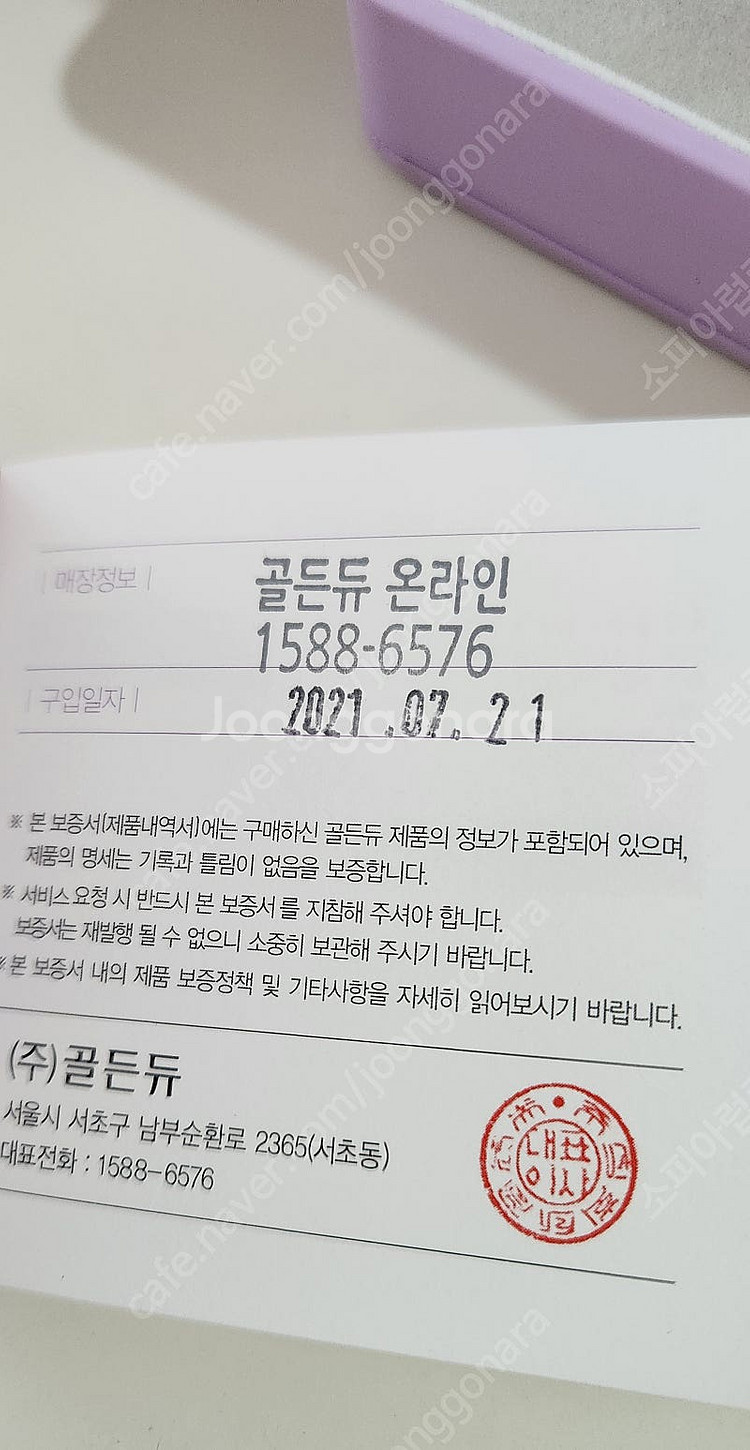 | 매장정보 |
골든듀 온라인
1588-6576
| 구입일자 |
2021.07.21
※ 본 보증서(제품내역서)에는 구매하신 골든듀 제품의 정보가 포함되어 있으며,
제품의 명세는 기록과 틀림이 없음을 보증합니다.
※ 서비스 요청 시 반드시 본 보증서 를 지참해 주셔야 합니다.
보증서는 재발행 될 수 없으니 소중히 보관해 주시기 바랍니다.
※본 보증서 내의 제품 보증정책 및 기타사항을 자세히 읽어보시기 바랍니다.
(주)골든듀
서울시 서초구 남부순환로 2365(서초동)
대표전화 : 1588-6576
대표
이사
Joonggonara
cafe.naver.com/joonggonara
소피아럽